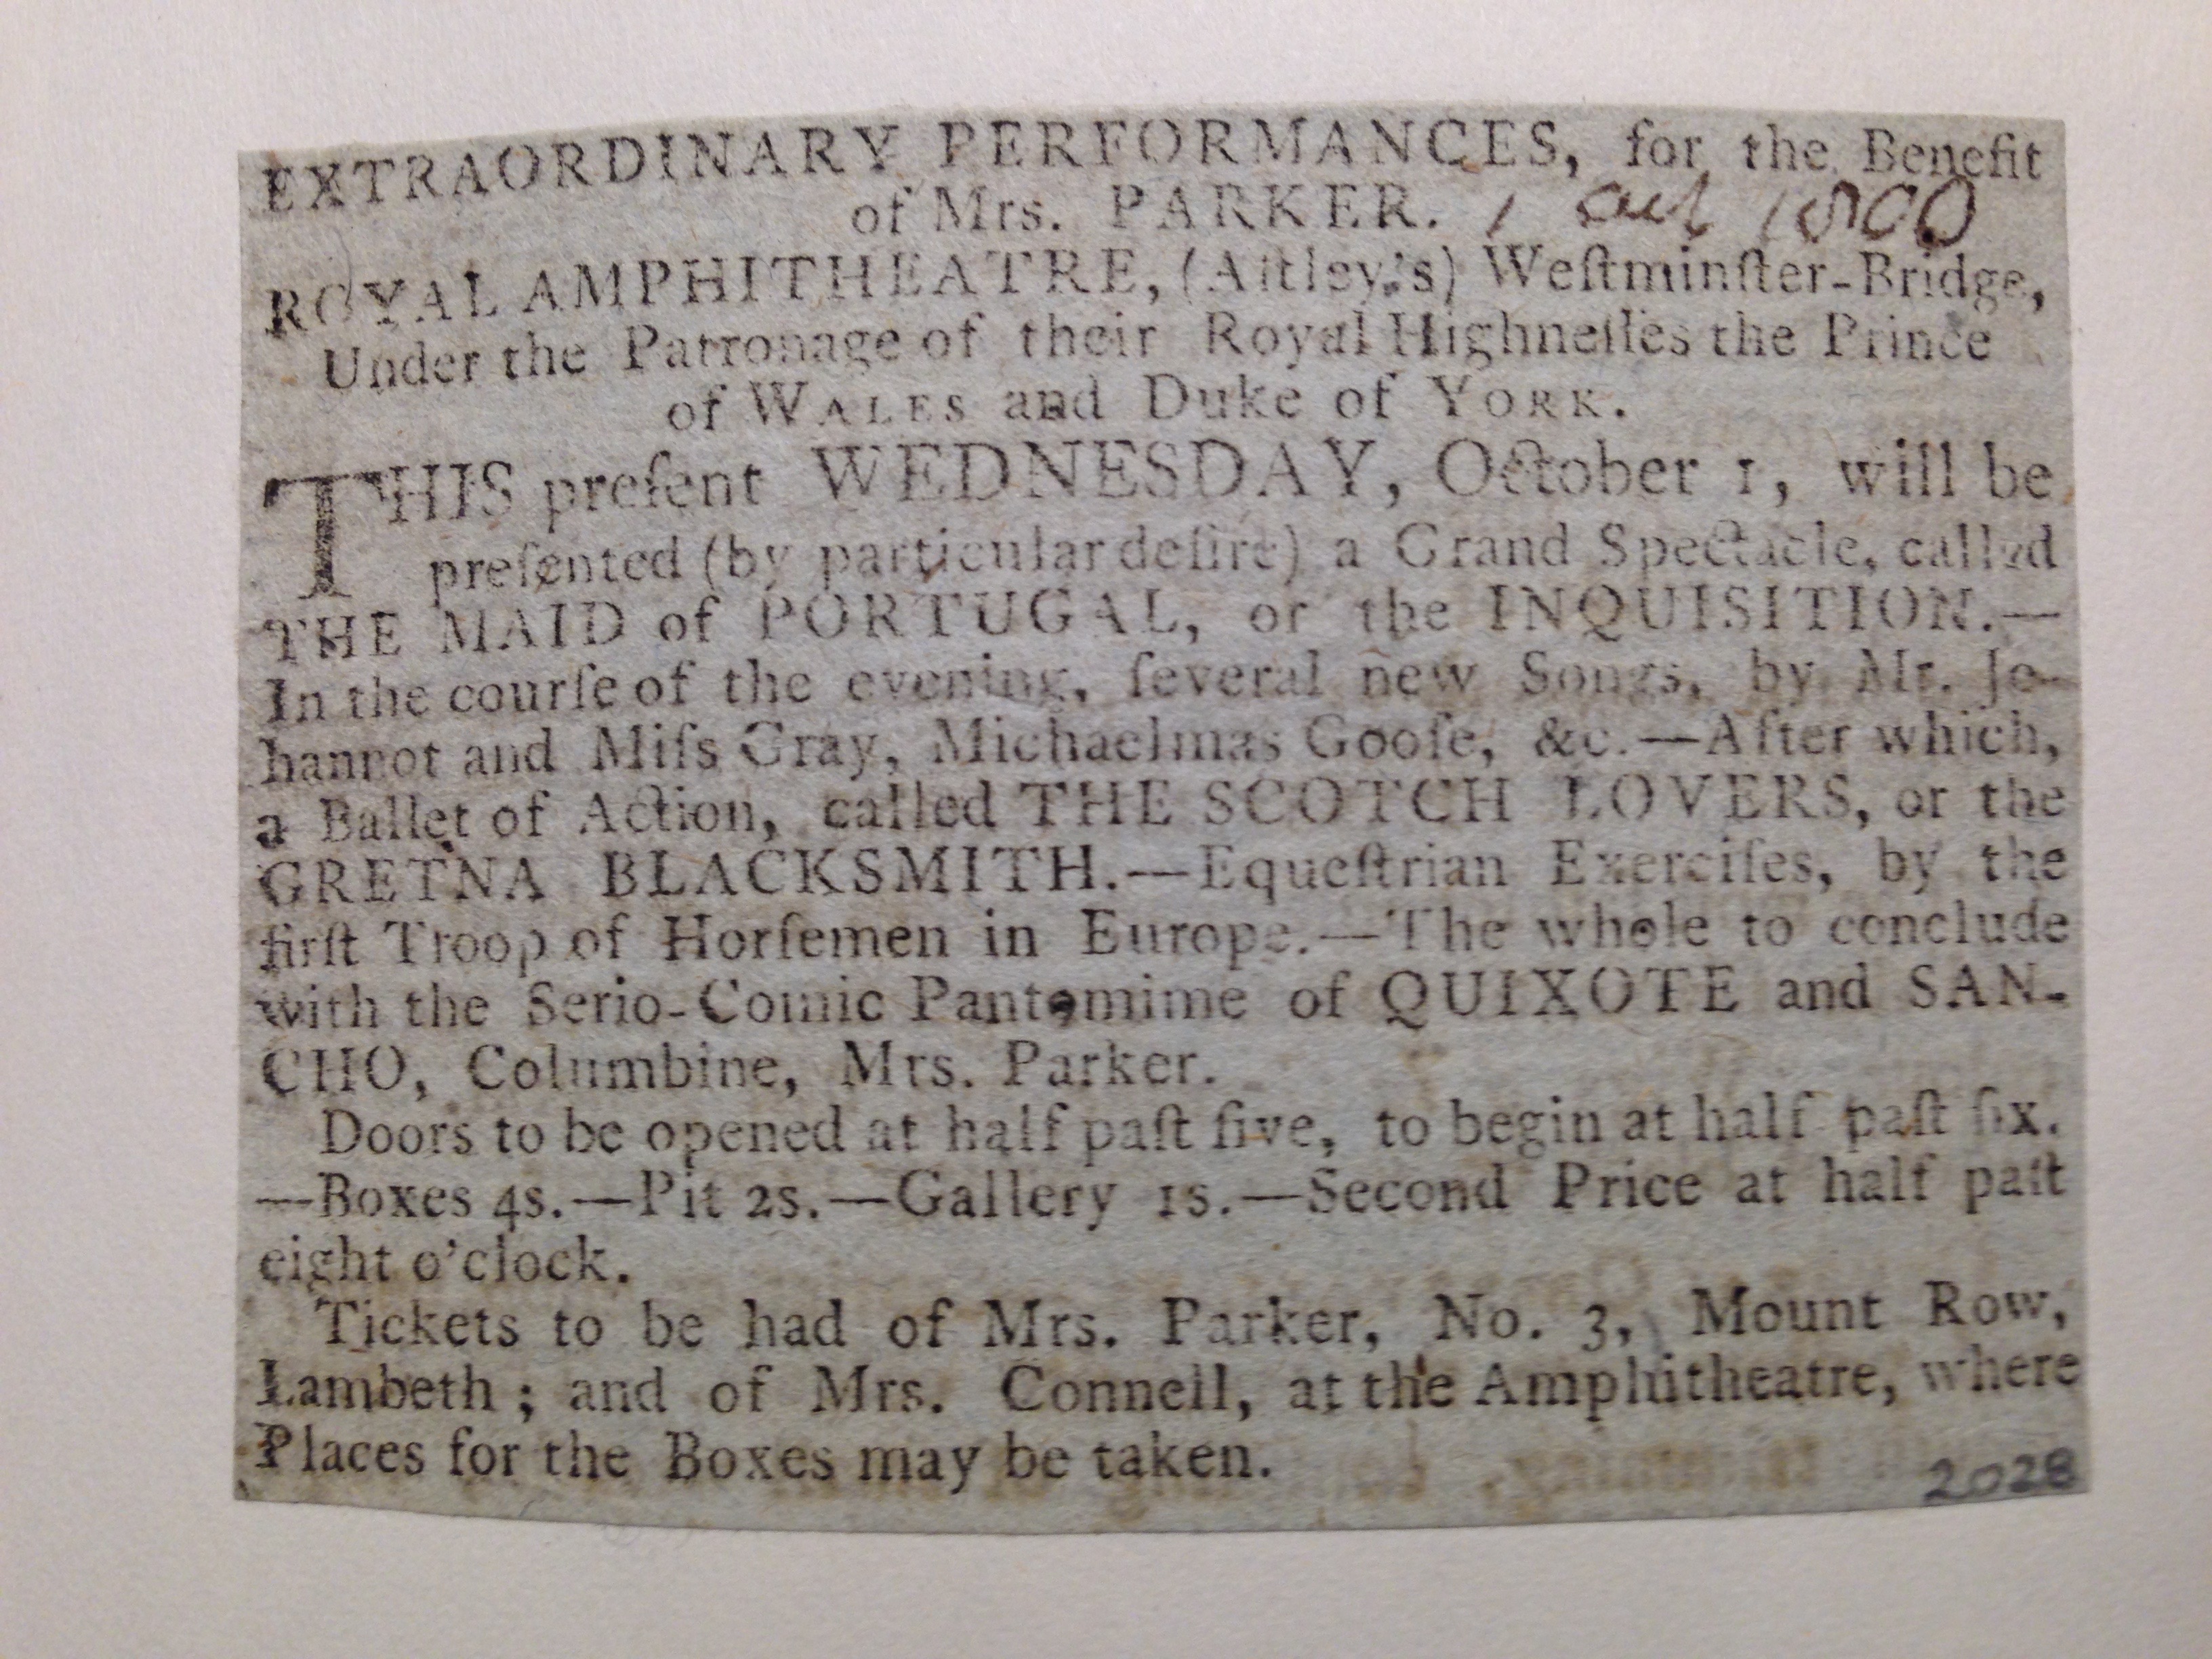 EXTRAORDINARY PERFORMANCES, for the Benefit
of Mrs. PARKER. 1 Oct 1800
ROYAL AMPHITHEATRE, (Aſtley's) Weſtminſter-Bridge,
Under the Patronage of their Royal Highneſſes the Prince
of WALES and Duke of YORK.
THIS preſent WEDNESDAY, October 1, will be
preſented (by particular deſire) a Grand Spectacle, called
THE MAID of PORTUGAL, or the INQUISITION.—
In the courſe of the evening, ſeveral new Songs, by Mr. Jo-
hannot and Miſs Gray, Michaelmas Gooſe, &c.—After which,
a Ballet of Action, called THE SCOTCH LOVERS, or the
GRETNA BLACKSMITH.—Equeſtrian Exerciſes, by the
firſt Troop of Horſemen in Europe.—The whole to conclude
with the Serio-Comic Pantomime of QUIXOTE and SAN-
CHO, Columbine, Mrs. Parker.
Doors to be opened at half paſt five, to begin at half paſt ſix.
—Boxes 4s.—Pit 2s.—Gallery 1s.—Second Price at half paſt
eight o'clock.
Tickets to be had of Mrs. Parker, No. 3, Mount Row,
Lambeth ; and of Mrs. Connell, at the Amphitheatre, where
Places for the Boxes may be taken.
2028